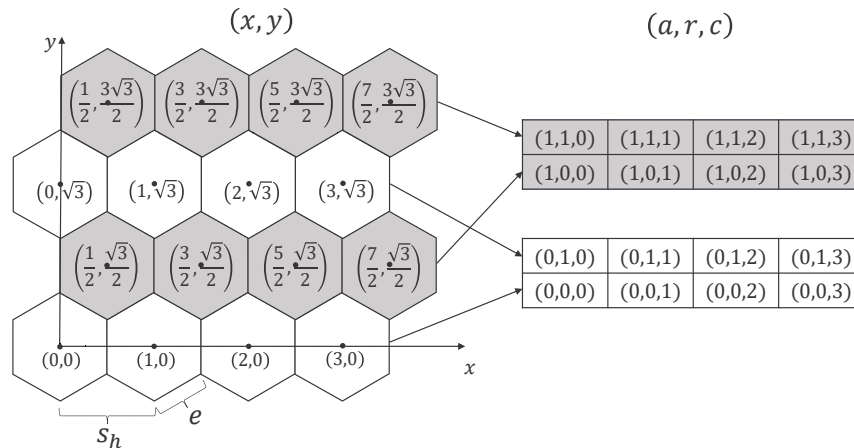 (x, y)
(a, r, c)
y
(1/2, 3√3/2) (3/2, 3√3/2) (5/2, 3√3/2) (7/2, 3√3/2)
(1,1,0) (1,1,1) (1,1,2) (1,1,3)
(1,0,0) (1,0,1) (1,0,2) (1,0,3)
(0,√3) (1,√3) (2,√3) (3,√3)
(1/2, √3/2) (3/2, √3/2) (5/2, √3/2) (7/2, √3/2)
(0,1,0) (0,1,1) (0,1,2) (0,1,3)
(0,0,0) (0,0,1) (0,0,2) (0,0,3)
(0,0) (1,0) (2,0) (3,0)
x
s_h
e